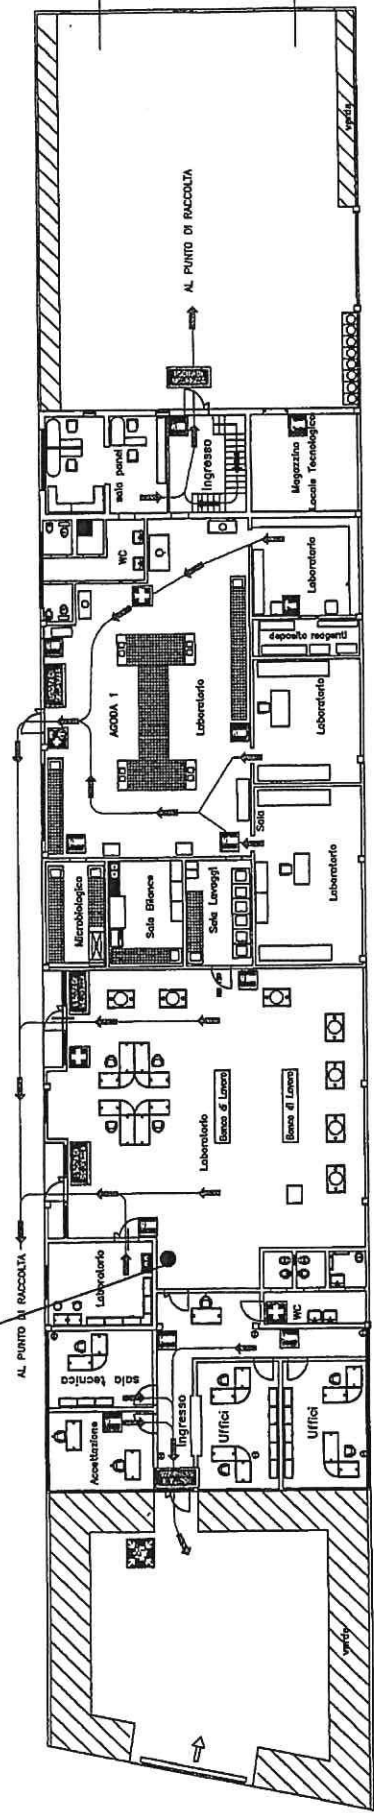 verde
AL PUNTO DI RACCOLTA
sala panel
Ingresso
Magazzino
Locale Tecnologico
WC
Laboratorio
deposito reagenti
AGODA 1
Laboratorio
Laboratorio
Sala
Laboratorio
Microbiologico
Sala Bilance
Sala Lavaggi
Laboratorio
Banco di Lavoro
Banco di Lavoro
AL PUNTO DI RACCOLTA
Laboratorio
WC
sala tecnica
Accettazione
Ingresso
Uffici
Uffici
verde